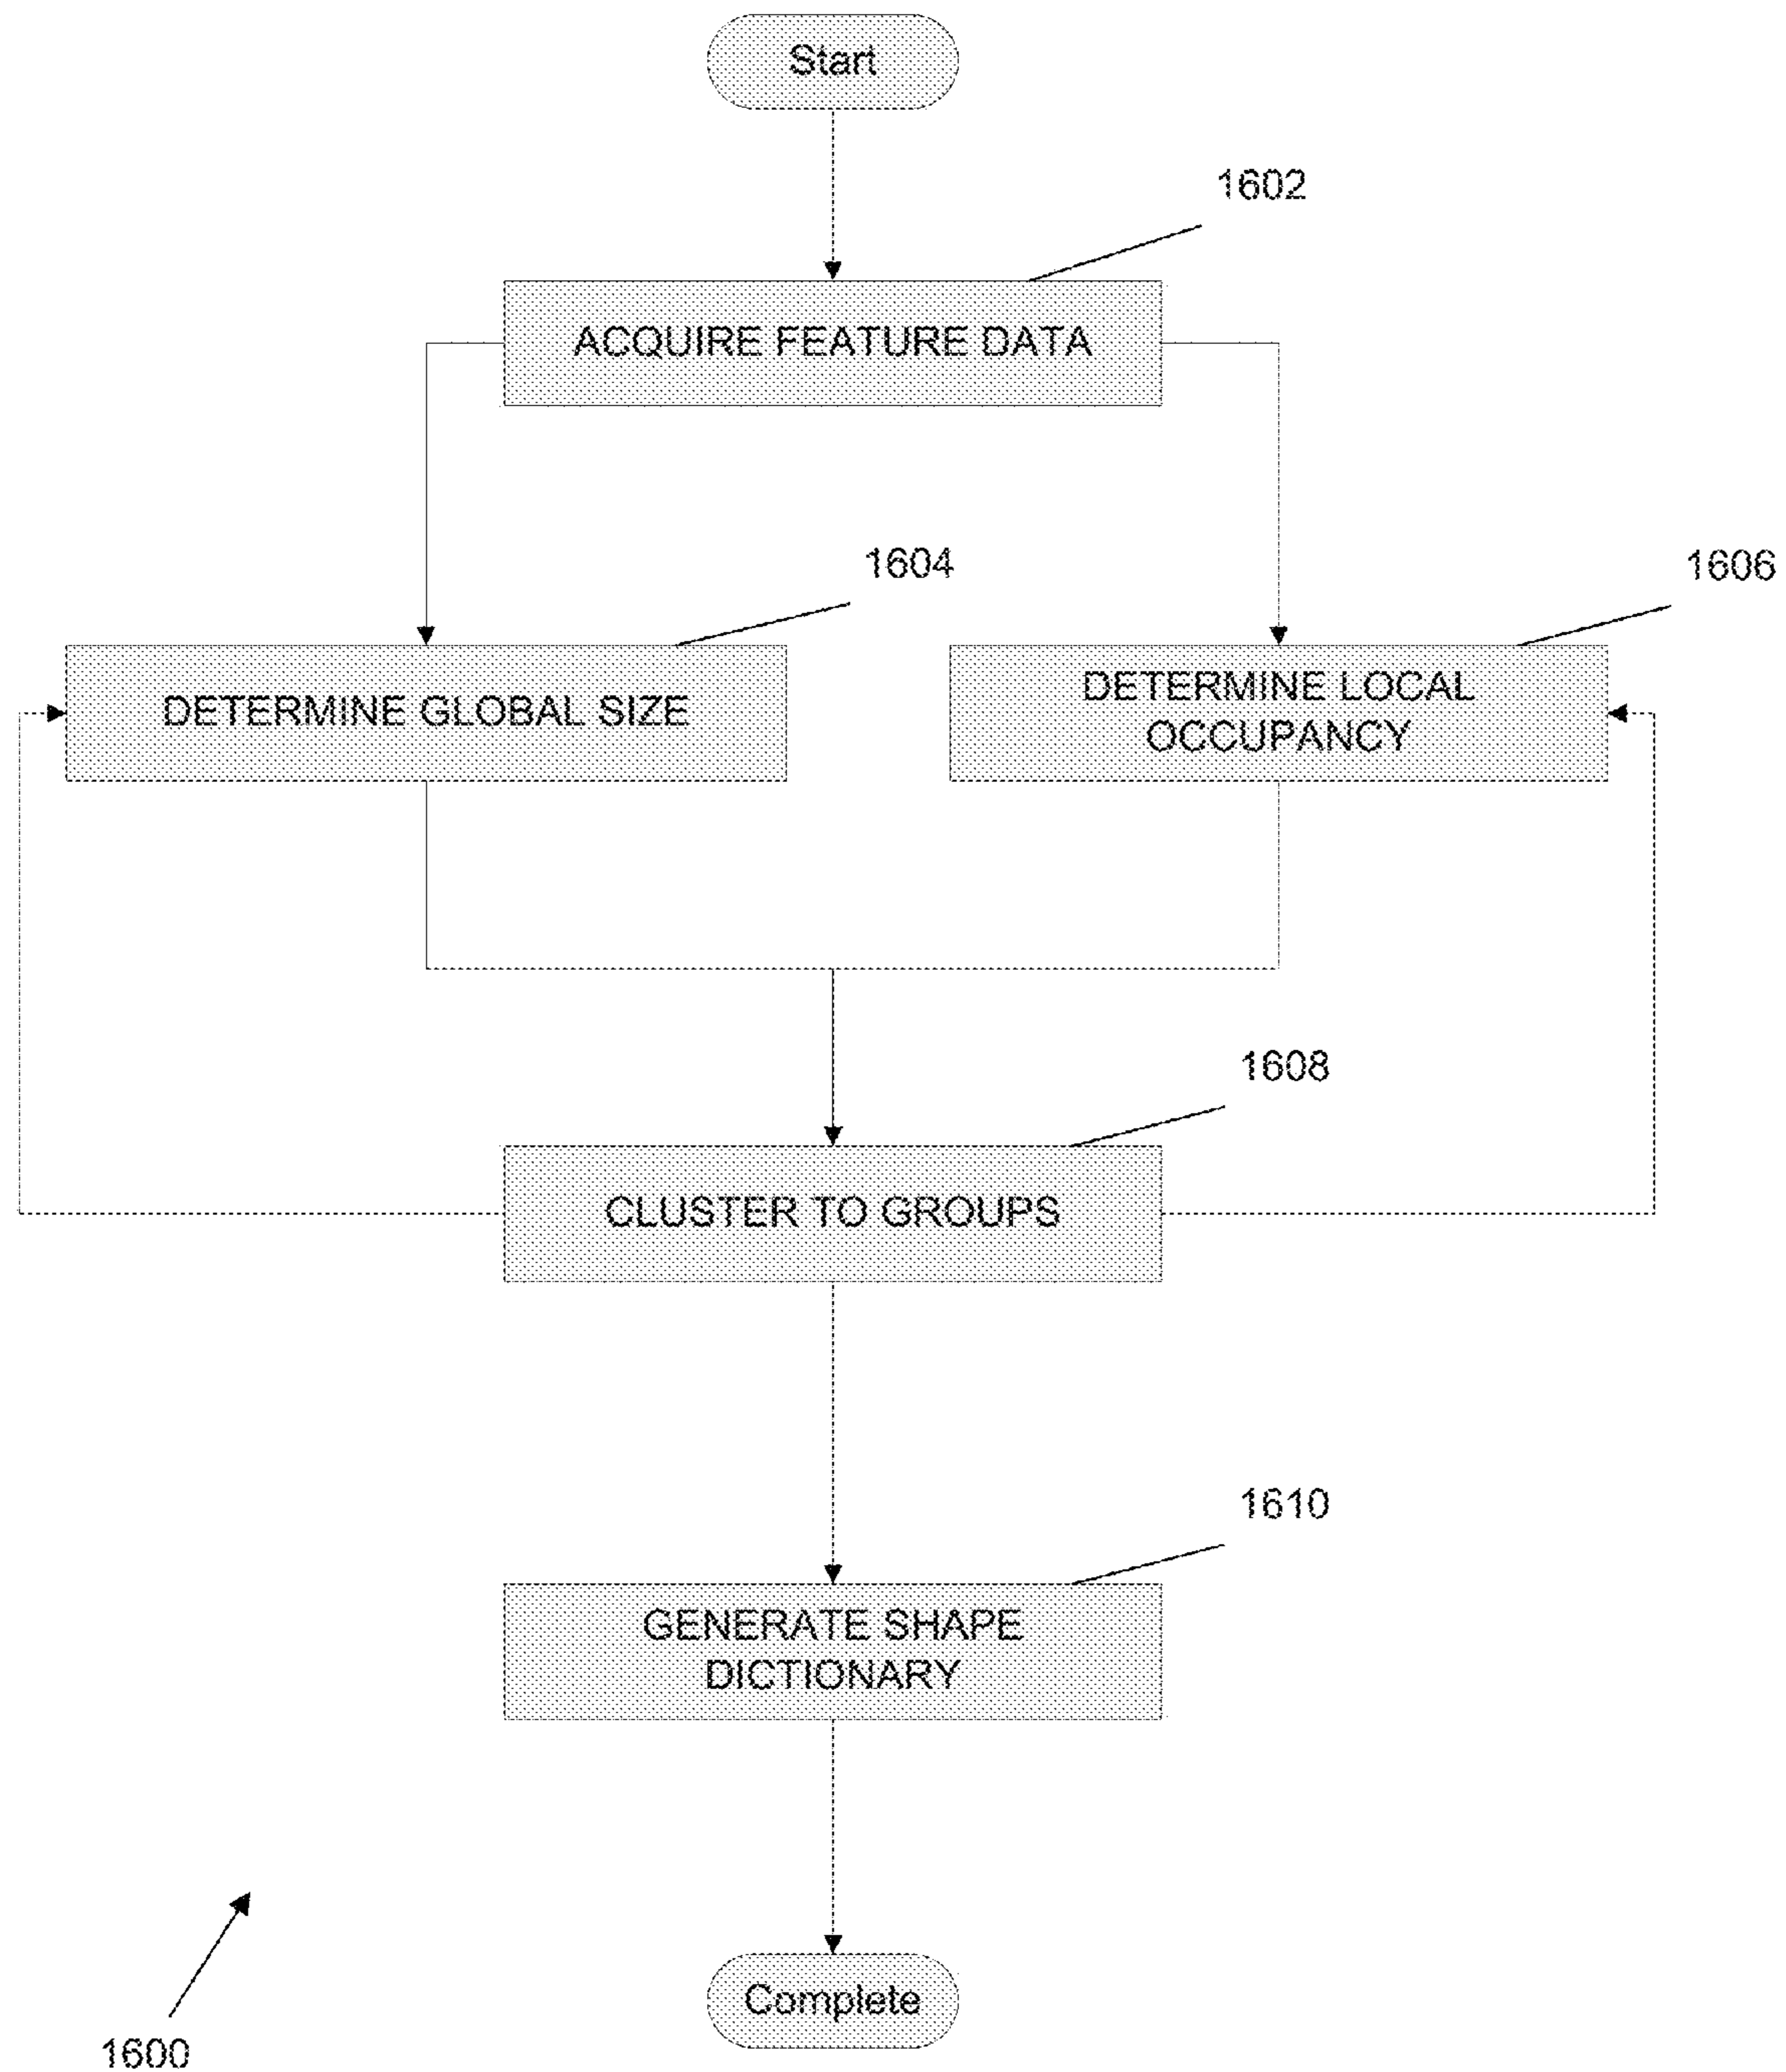 Start
1602
ACQUIRE FEATURE DATA
1604
1606
DETERMINE GLOBAL SIZE
DETERMINE LOCAL
OCCUPANCY
1608
CLUSTER TO GROUPS
1610
GENERATE SHAPE
DICTIONARY
Complete
1600